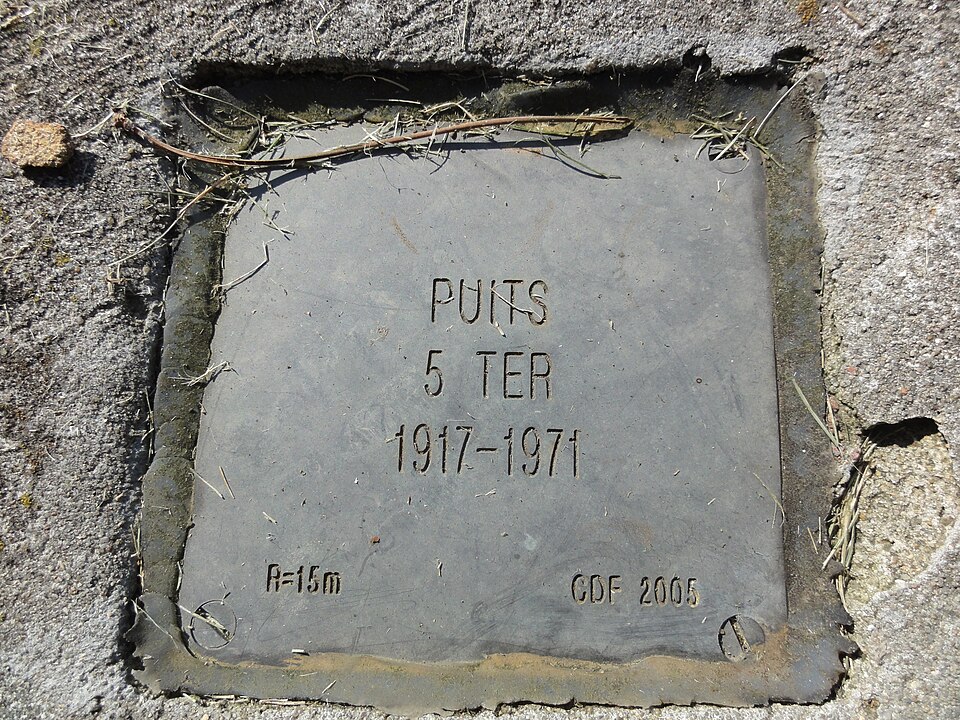 PUITS
5 TER
1917-1971
R=15m
CDF 2005